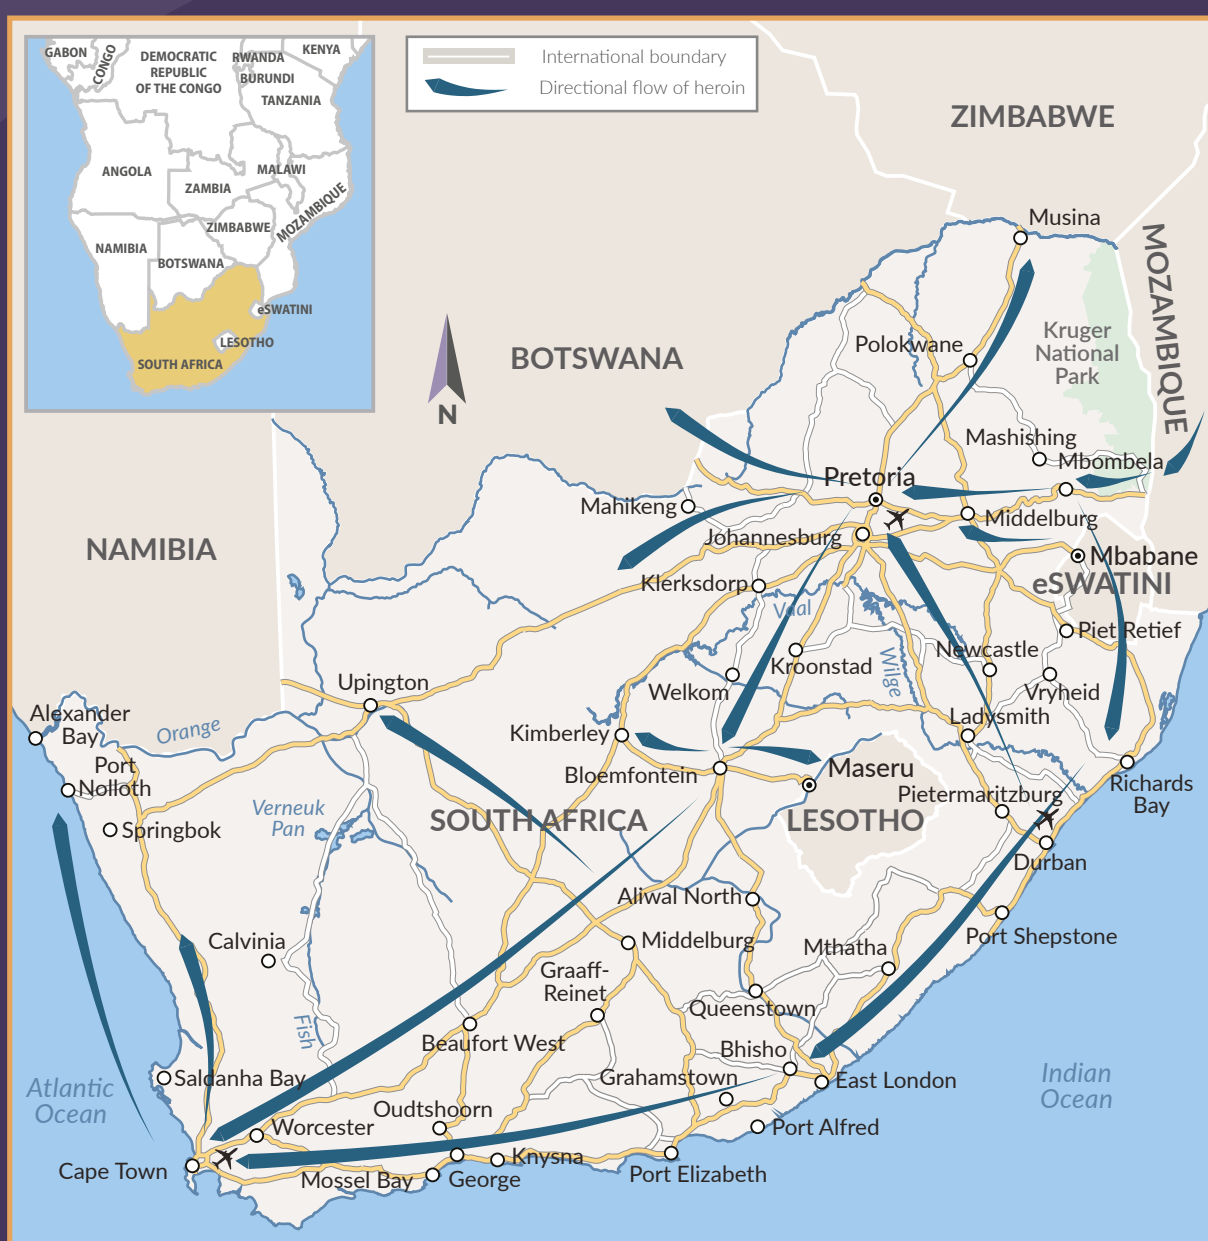 GABON
CONGO
DEMOCRATIC
REPUBLIC
OF THE CONGO
RWANDA
BURUNDI
KENYA
TANZANIA
ANGOLA
ZAMBIA
MALAWI
MOZAMBIQUE
ZIMBABWE
NAMIBIA
BOTSWANA
eSWATINI
LESOTHO
SOUTH AFRICA
International boundary
Directional flow of heroin
N
ZIMBABWE
Musina
MOZAMBIQUE
BOTSWANA
Polokwane
Kruger
National
Park
Mashishing
Mbombela
Pretoria
Mahikeng
Middelburg
Johannesburg
NAMIBIA
Mbabane
eSWATINI
Klerksdorp
Vaal
Piet Retief
Newcastle
Kroonstad
Wilge
Welkom
Vryheid
Upington
Ladysmith
Alexander
Bay
Orange
Kimberley
Bloemfontein
Maseru
Port
Nolloth
Pietermaritzburg
Richards
Bay
Verneuk
Pan
Springbok
SOUTH AFRICA
LESOTHO
Durban
Aliwal North
Calvinia
Middelburg
Mthatha
Port Shepstone
Graaff-
Reinet
Queenstown
Fish
Beaufort West
Bhisho
Saldanha Bay
Grahamstown
East London
Atlantic
Ocean
Indian
Ocean
Oudtshoorn
Worcester
Port Alfred
Cape Town
Mossel Bay
George
Knysna
Port Elizabeth